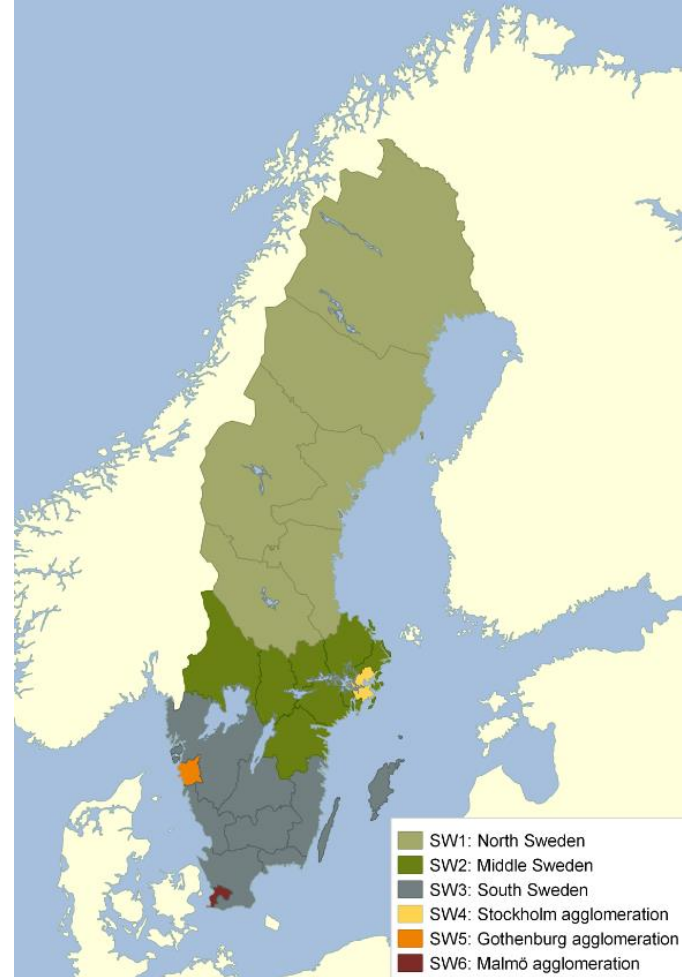 SW1: North Sweden
SW2: Middle Sweden
SW3: South Sweden
SW4: Stockholm agglomeration
SW5: Gothenburg agglomeration
SW6: Malmö agglomeration